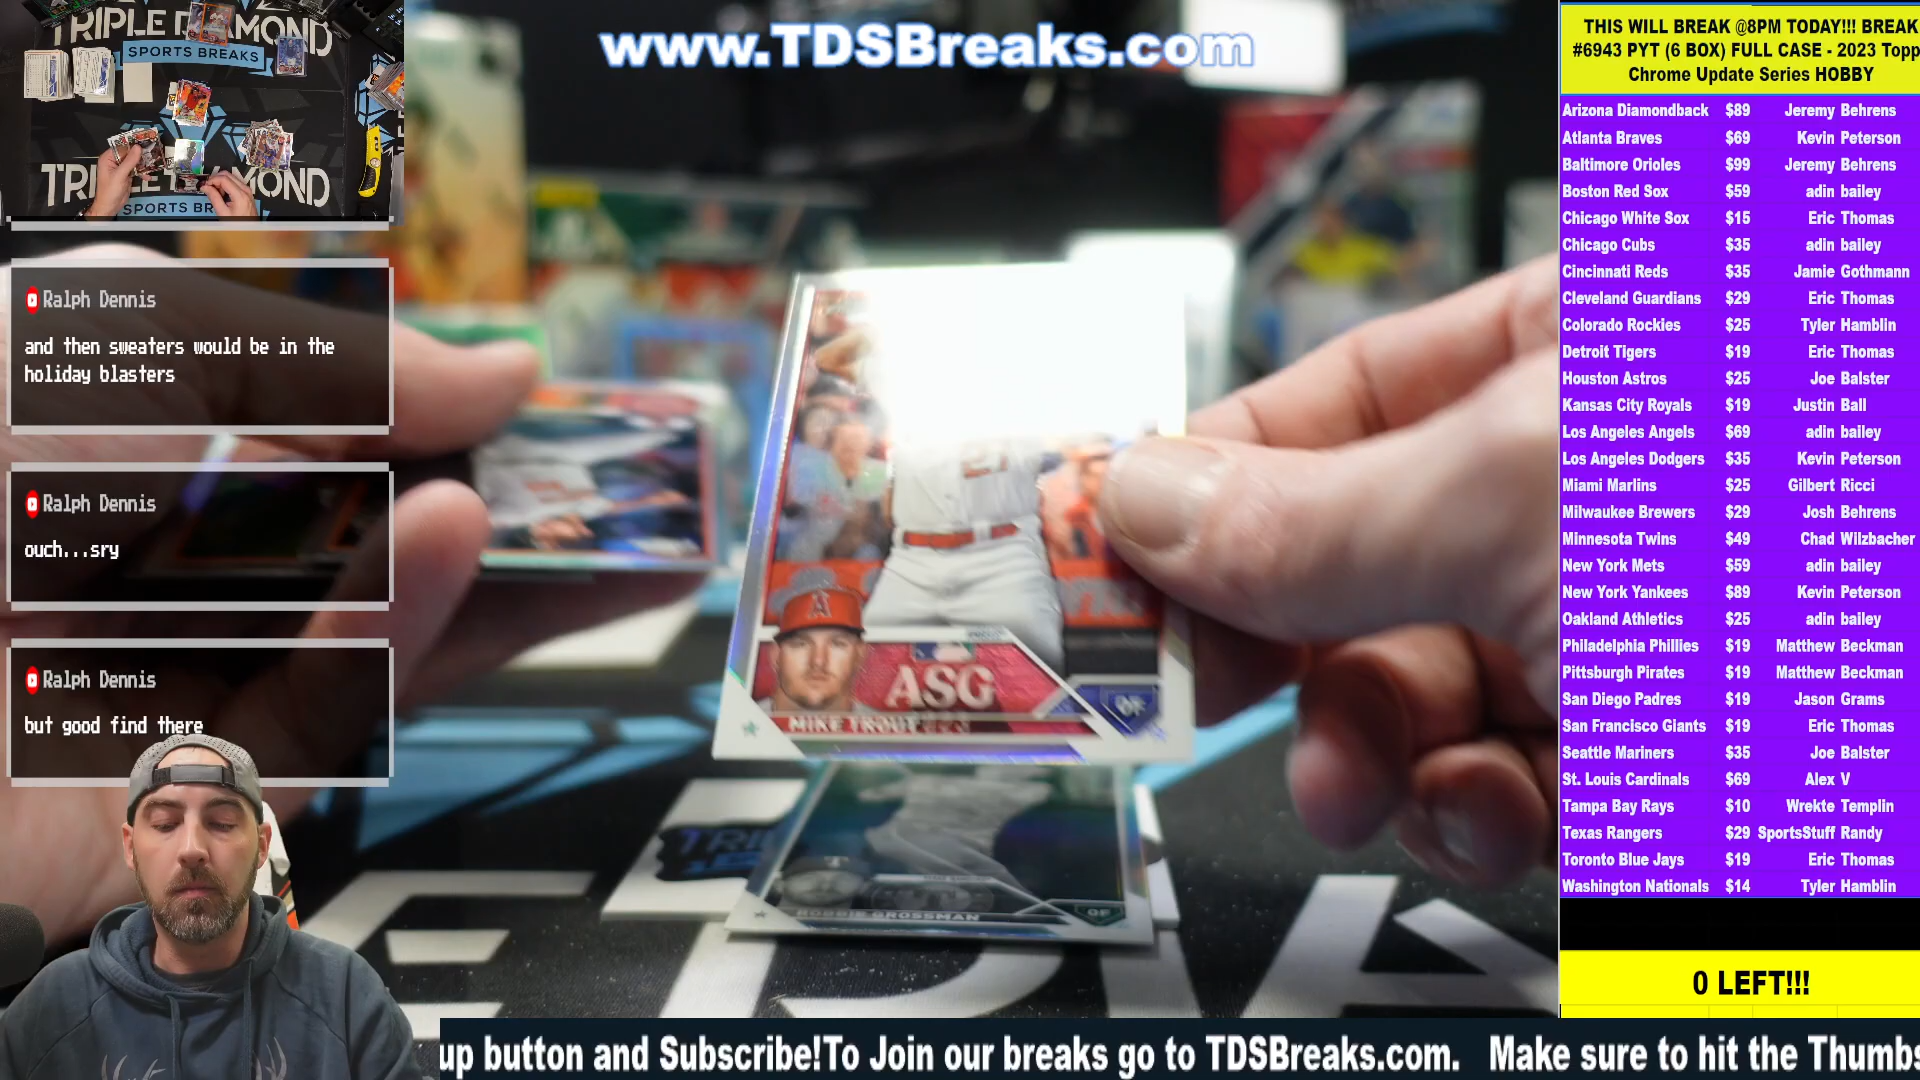 TRIPLE DIAMOND
SPORTS BREAKS
TRIPLE DIAMOND
www.TDSBreaks.com
Ralph Dennis
and then sweaters would be in the
holiday blasters
Ralph Dennis
ouch...sry
Ralph Dennis
but good find there
27
A
ASG
MIKE TROUT
OF
ROBBIE GROSSMAN
OF
THIS WILL BREAK @8PM TODAY!!! BREAK
#6943 PYT (6 BOX) FULL CASE - 2023 Topp
Chrome Update Series HOBBY
Arizona Diamondback $89 Jeremy Behrens
Atlanta Braves $69 Kevin Peterson
Baltimore Orioles $99 Jeremy Behrens
Boston Red Sox $59 adin bailey
Chicago White Sox $15 Eric Thomas
Chicago Cubs $35 adin bailey
Cincinnati Reds $35 Jamie Gothmann
Cleveland Guardians $29 Eric Thomas
Colorado Rockies $25 Tyler Hamblin
Detroit Tigers $19 Eric Thomas
Houston Astros $25 Joe Balster
Kansas City Royals $19 Justin Ball
Los Angeles Angels $69 adin bailey
Los Angeles Dodgers $35 Kevin Peterson
Miami Marlins $25 Gilbert Ricci
Milwaukee Brewers $29 Josh Behrens
Minnesota Twins $49 Chad Wilzbacher
New York Mets $59 adin bailey
New York Yankees $89 Kevin Peterson
Oakland Athletics $25 adin bailey
Philadelphia Phillies $19 Matthew Beckman
Pittsburgh Pirates $19 Matthew Beckman
San Diego Padres $19 Jason Grams
San Francisco Giants $19 Eric Thomas
Seattle Mariners $35 Joe Balster
St. Louis Cardinals $69 Alex V
Tampa Bay Rays $10 Wrekte Templin
Texas Rangers $29 SportsStuff Randy
Toronto Blue Jays $19 Eric Thomas
Washington Nationals $14 Tyler Hamblin
0 LEFT!!!
up button and Subscribe!To Join our breaks go to TDSBreaks.com. Make sure to hit the Thumbs